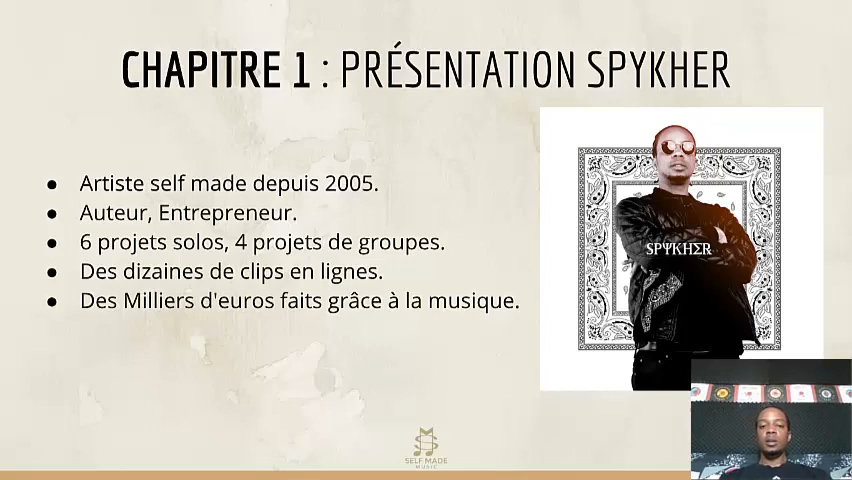 CHAPITRE 1 : PRÉSENTATION SPYKHER
● Artiste self made depuis 2005.
● Auteur, Entrepreneur.
● 6 projets solos, 4 projets de groupes.
● Des dizaines de clips en lignes.
● Des Milliers d'euros faits grâce à la musique.
SPYKHER
SELF MADE
MUSIC